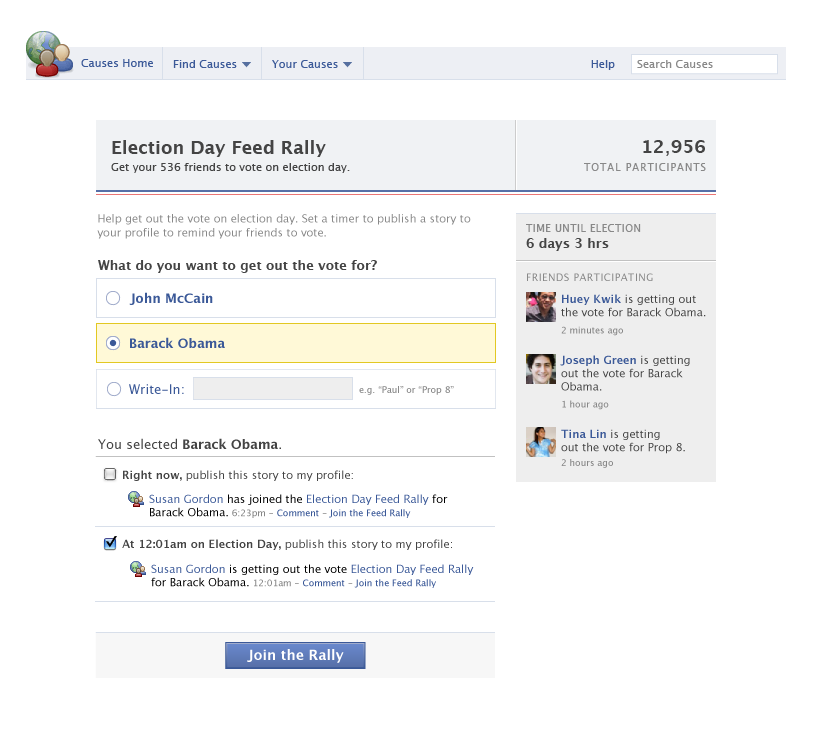 Causes Home Find Causes Your Causes Help Search Causes
Election Day Feed Rally
Get your 536 friends to vote on election day.
12,956
TOTAL PARTICIPANTS
Help get out the vote on election day. Set a timer to publish a story to
your profile to remind your friends to vote.
What do you want to get out the vote for?
John McCain
Barack Obama
Write-In: e.g. “Paul” or “Prop 8”
You selected Barack Obama.
Right now, publish this story to my profile:
Susan Gordon has joined the Election Day Feed Rally for
Barack Obama. 6:23pm – Comment – Join the Feed Rally
At 12:01am on Election Day, publish this story to my profile:
Susan Gordon is getting out the vote Election Day Feed Rally
for Barack Obama. 12:01am – Comment – Join the Feed Rally
Join the Rally
TIME UNTIL ELECTION
6 days 3 hrs
FRIENDS PARTICIPATING
Huey Kwik is getting out
the vote for Barack Obama.
2 minutes ago
Joseph Green is getting
out the vote for Barack
Obama.
1 hour ago
Tina Lin is getting
out the vote for Prop 8.
2 hours ago